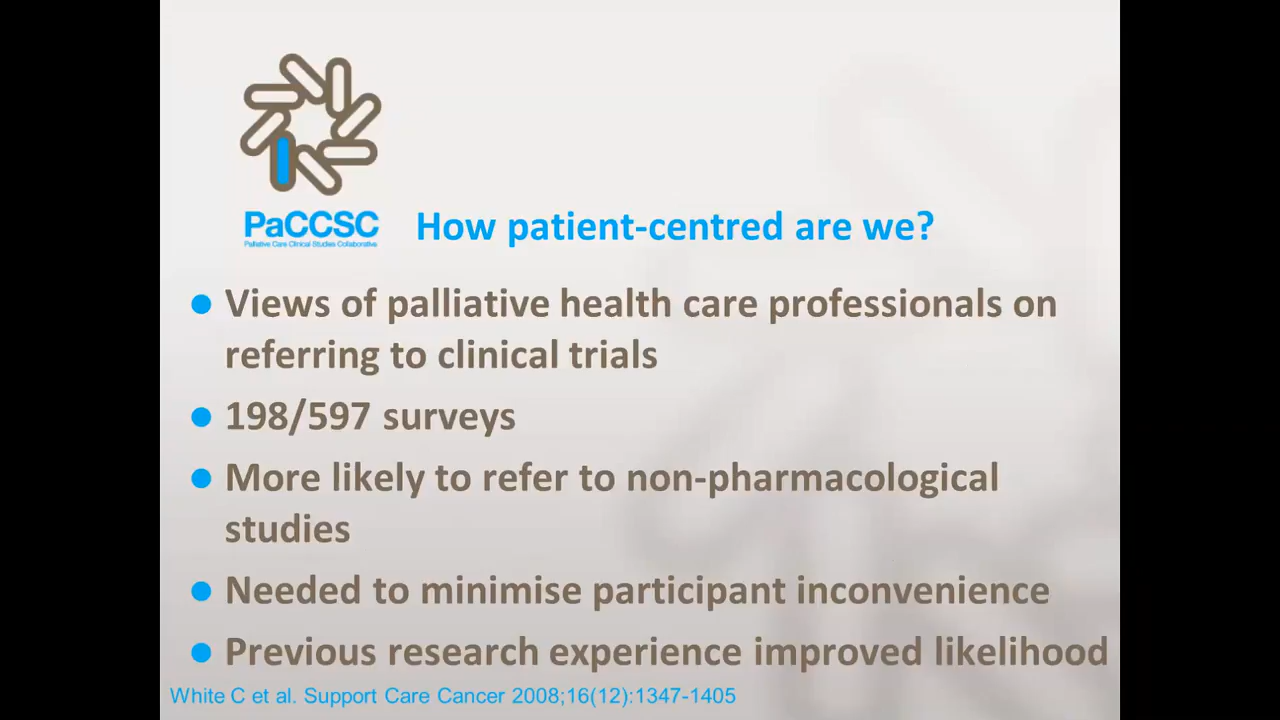 PaCCSC
Palliative Care Clinical Studies Collaborative
How patient-centred are we?
Views of palliative health care professionals on
referring to clinical trials
198/597 surveys
More likely to refer to non-pharmacological
studies
Needed to minimise participant inconvenience
Previous research experience improved likelihood
White C et al. Support Care Cancer 2008;16(12):1347-1405